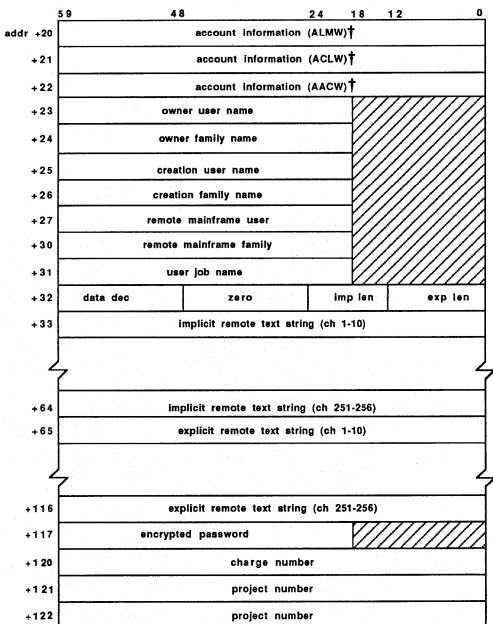 59 48 24 18 12 0
addr +20 account information (ALMW)†
+21 account information (ACLW)†
+22 account information (AACW)†
+23 owner user name
+24 owner family name
+25 creation user name
+26 creation family name
+27 remote mainframe user
+30 remote mainframe family
+31 user job name
+32 data dec zero imp len exp len
+33 implicit remote text string (ch 1-10)
+64 implicit remote text string (ch 251-256)
+65 explicit remote text string (ch 1-10)
+116 explicit remote text string (ch 251-256)
+117 encrypted password
+120 charge number
+121 project number
+122 project number